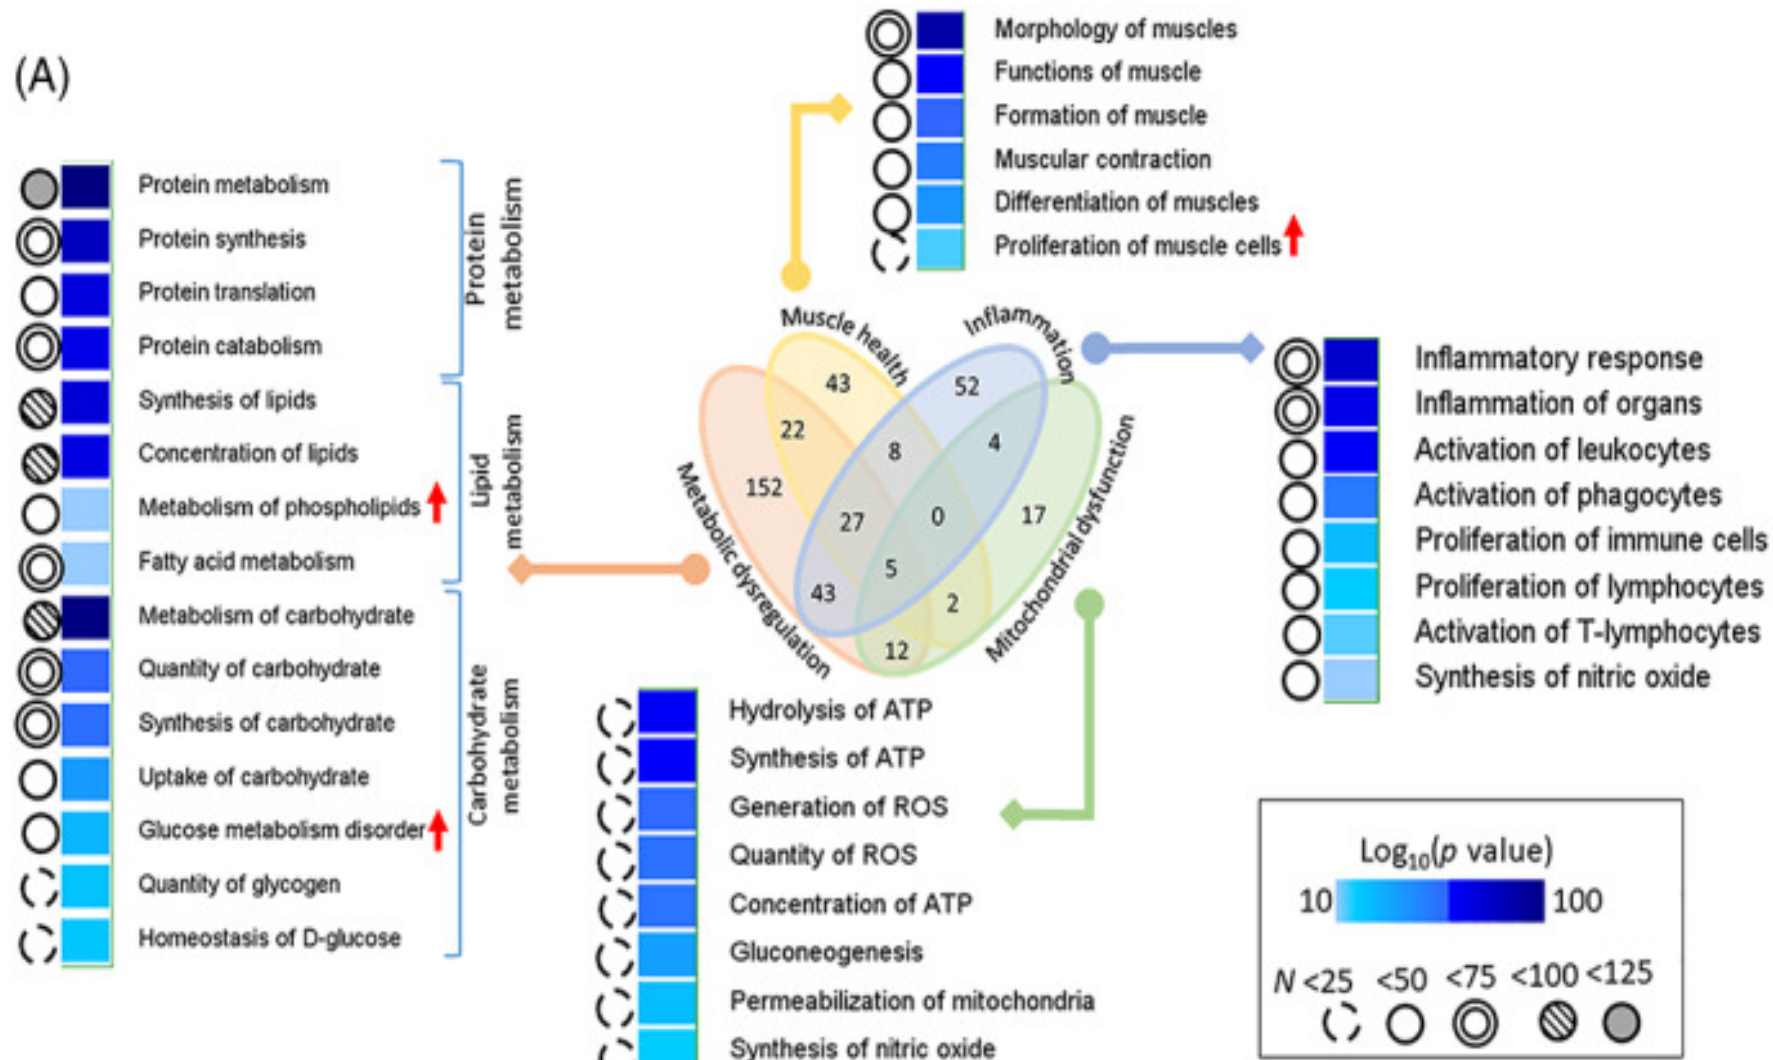 (A)
Morphology of muscles
Functions of muscle
Formation of muscle
Muscular contraction
Differentiation of muscles
Proliferation of muscle cells
Protein metabolism
Protein synthesis
Protein translation
Protein catabolism
Protein
metabolism
Synthesis of lipids
Concentration of lipids
Metabolism of phospholipids
Fatty acid metabolism
Lipid
metabolism
Metabolism of carbohydrate
Quantity of carbohydrate
Synthesis of carbohydrate
Uptake of carbohydrate
Glucose metabolism disorder
Quantity of glycogen
Homeostasis of D-glucose
Carbohydrate
metabolism
Muscle health
Inflammation
Metabolic dysregulation
Mitochondrial dysfunction
43
52
22
8
4
152
27
0
17
5
43
2
12
Inflammatory response
Inflammation of organs
Activation of leukocytes
Activation of phagocytes
Proliferation of immune cells
Proliferation of lymphocytes
Activation of T-lymphocytes
Synthesis of nitric oxide
Hydrolysis of ATP
Synthesis of ATP
Generation of ROS
Quantity of ROS
Concentration of ATP
Gluconeogenesis
Permeabilization of mitochondria
Synthesis of nitric oxide
Log10(p value)
10 100
N <25 <50 <75 <100 <125